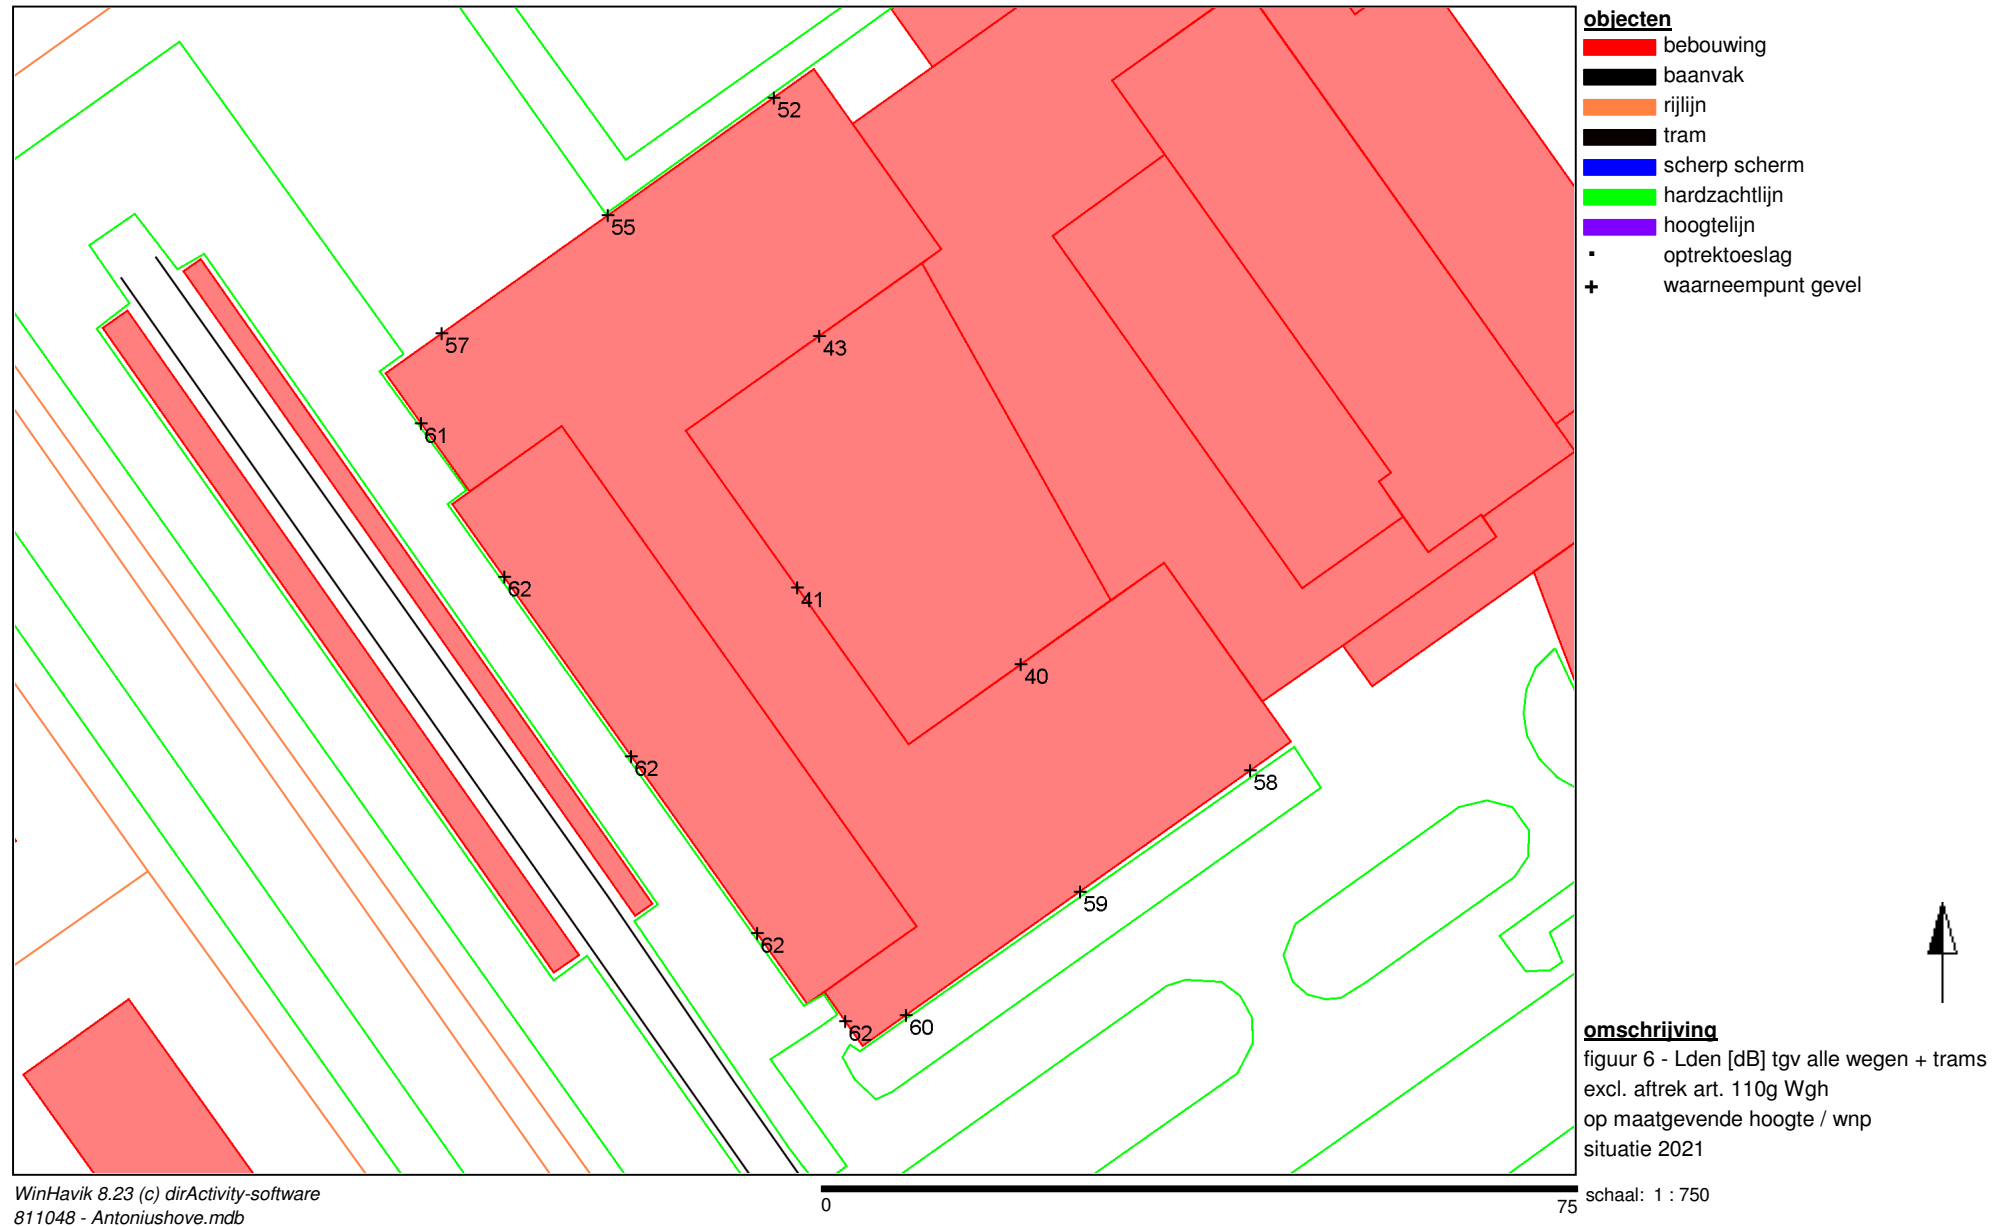 52
55
57
43
61
62
41
40
62
58
59
62
60
62
objecten
bebouwing
baanvak
rijlijn
tram
scherp scherm
hardzachtlijn
hoogtelijn
optrektoeslag
waarneempunt gevel
omschrijving
figuur 6 - Lden [dB] tgv alle wegen + trams
excl. aftrek art. 110g Wgh
op maatgevende hoogte / wnp
situatie 2021
WinHavik 8.23 (c) dirActivity-software
811048 - Antoniushove.mdb
0 75
schaal: 1 : 750